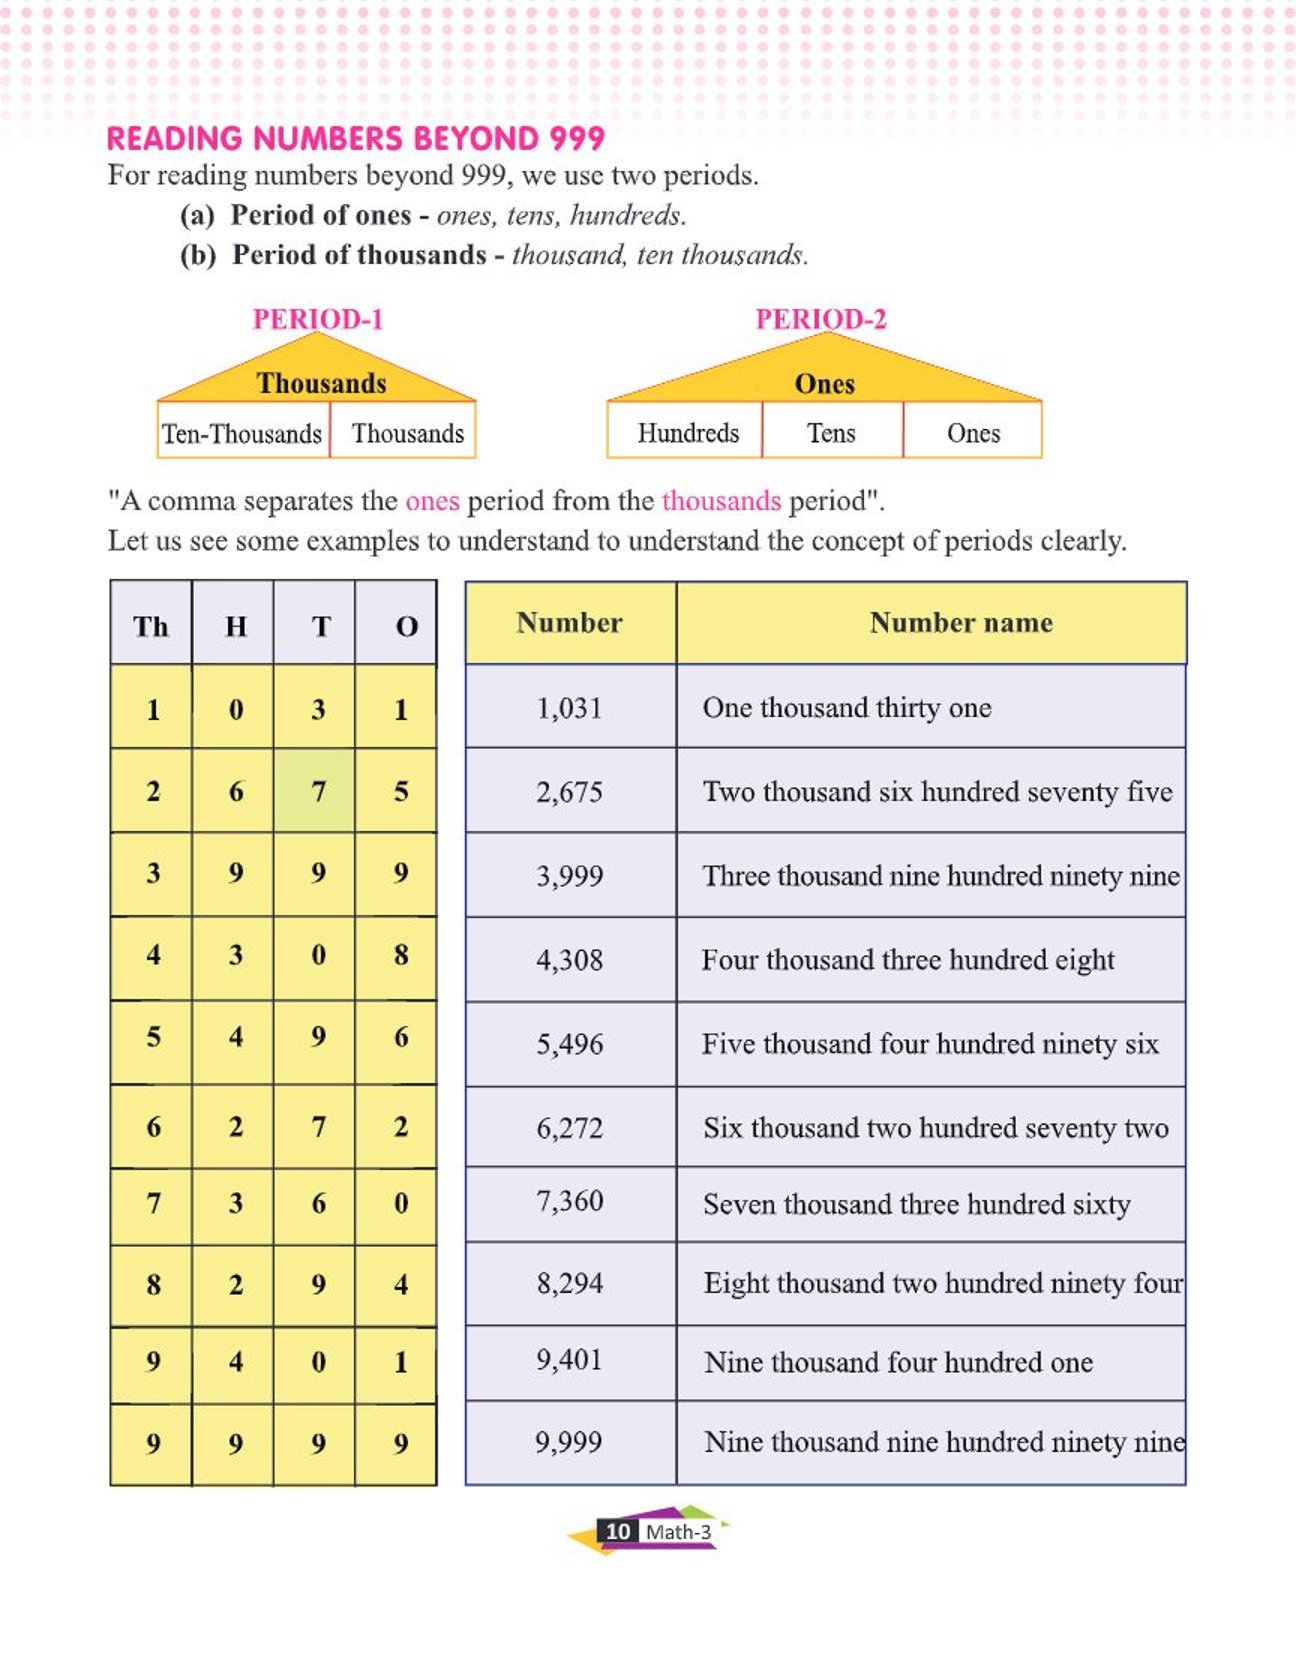 READING NUMBERS BEYOND 999
For reading numbers beyond 999, we use two periods.
(a) Period of ones - ones, tens, hundreds.
(b) Period of thousands - thousand, ten thousands.
PERIOD-1 PERIOD-2
Thousands Ones
Ten-Thousands Thousands Hundreds Tens Ones
"A comma separates the ones period from the thousands period".
Let us see some examples to understand to understand the concept of periods clearly.
Th H T O Number Number name
1 0 3 1 1,031 One thousand thirty one
2 6 7 5 2,675 Two thousand six hundred seventy five
3 9 9 9 3,999 Three thousand nine hundred ninety nine
4 3 0 8 4,308 Four thousand three hundred eight
5 4 9 6 5,496 Five thousand four hundred ninety six
6 2 7 2 6,272 Six thousand two hundred seventy two
7 3 6 0 7,360 Seven thousand three hundred sixty
8 2 9 4 8,294 Eight thousand two hundred ninety four
9 4 0 1 9,401 Nine thousand four hundred one
9 9 9 9 9,999 Nine thousand nine hundred ninety nine
10 Math-3